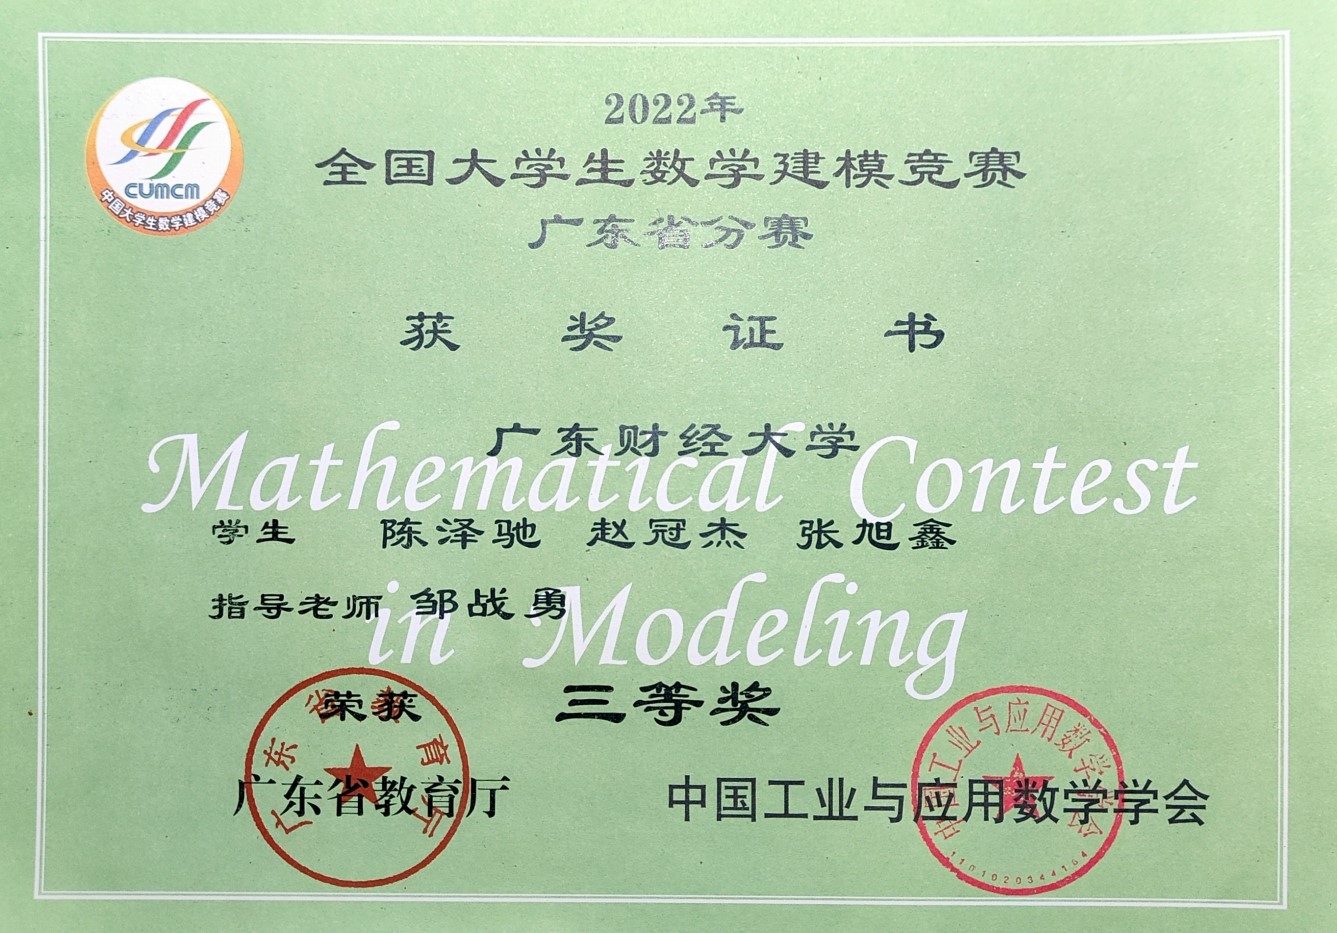 CUMCM
中国大学生数学建模竞赛
2022年
全国大学生数学建模竞赛
广东省分赛
获 奖 证 书
广东财经大学
Mathematical Contest
学生 陈泽驰 赵冠杰 张旭鑫
指导老师 邹战勇
in Modeling
荣获 三等奖
广东省教育厅
中国工业与应用数学学会
广东省教育厅
中国工业与应用数学学会
1101020344164